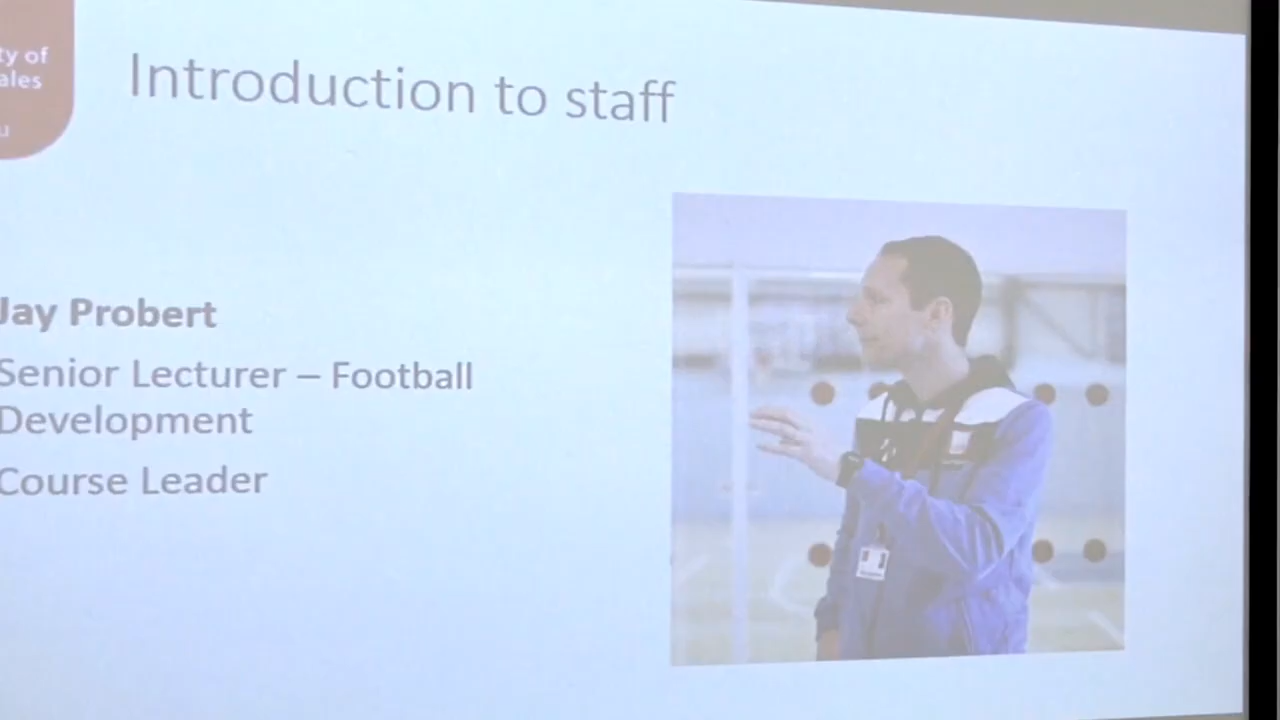 ty of
ales
u
Introduction to staff
Jay Probert
Senior Lecturer – Football
Development
Course Leader